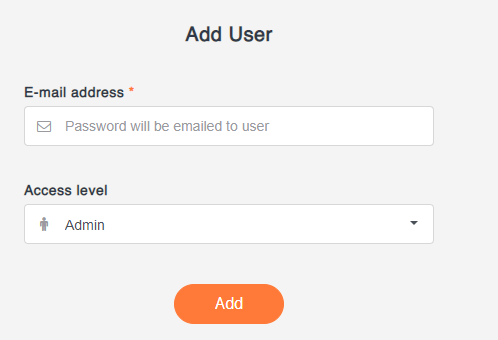 Add User
E-mail address *
Password will be emailed to user
Access level
Admin
Add